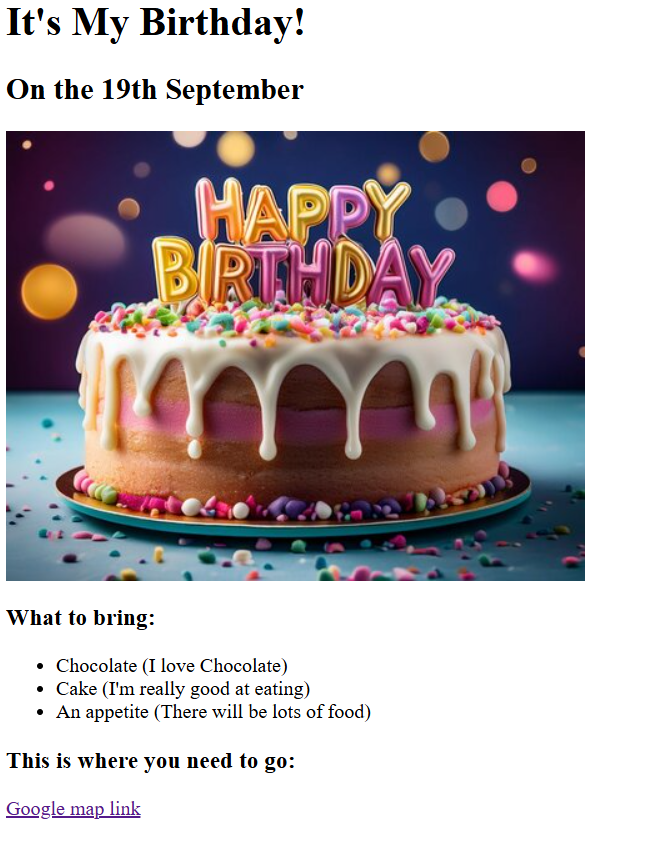 It's My Birthday!
On the 19th September
HAPPY
BIRTHDAY
What to bring:
Chocolate (I love Chocolate)
Cake (I'm really good at eating)
An appetite (There will be lots of food)
This is where you need to go:
Google map link